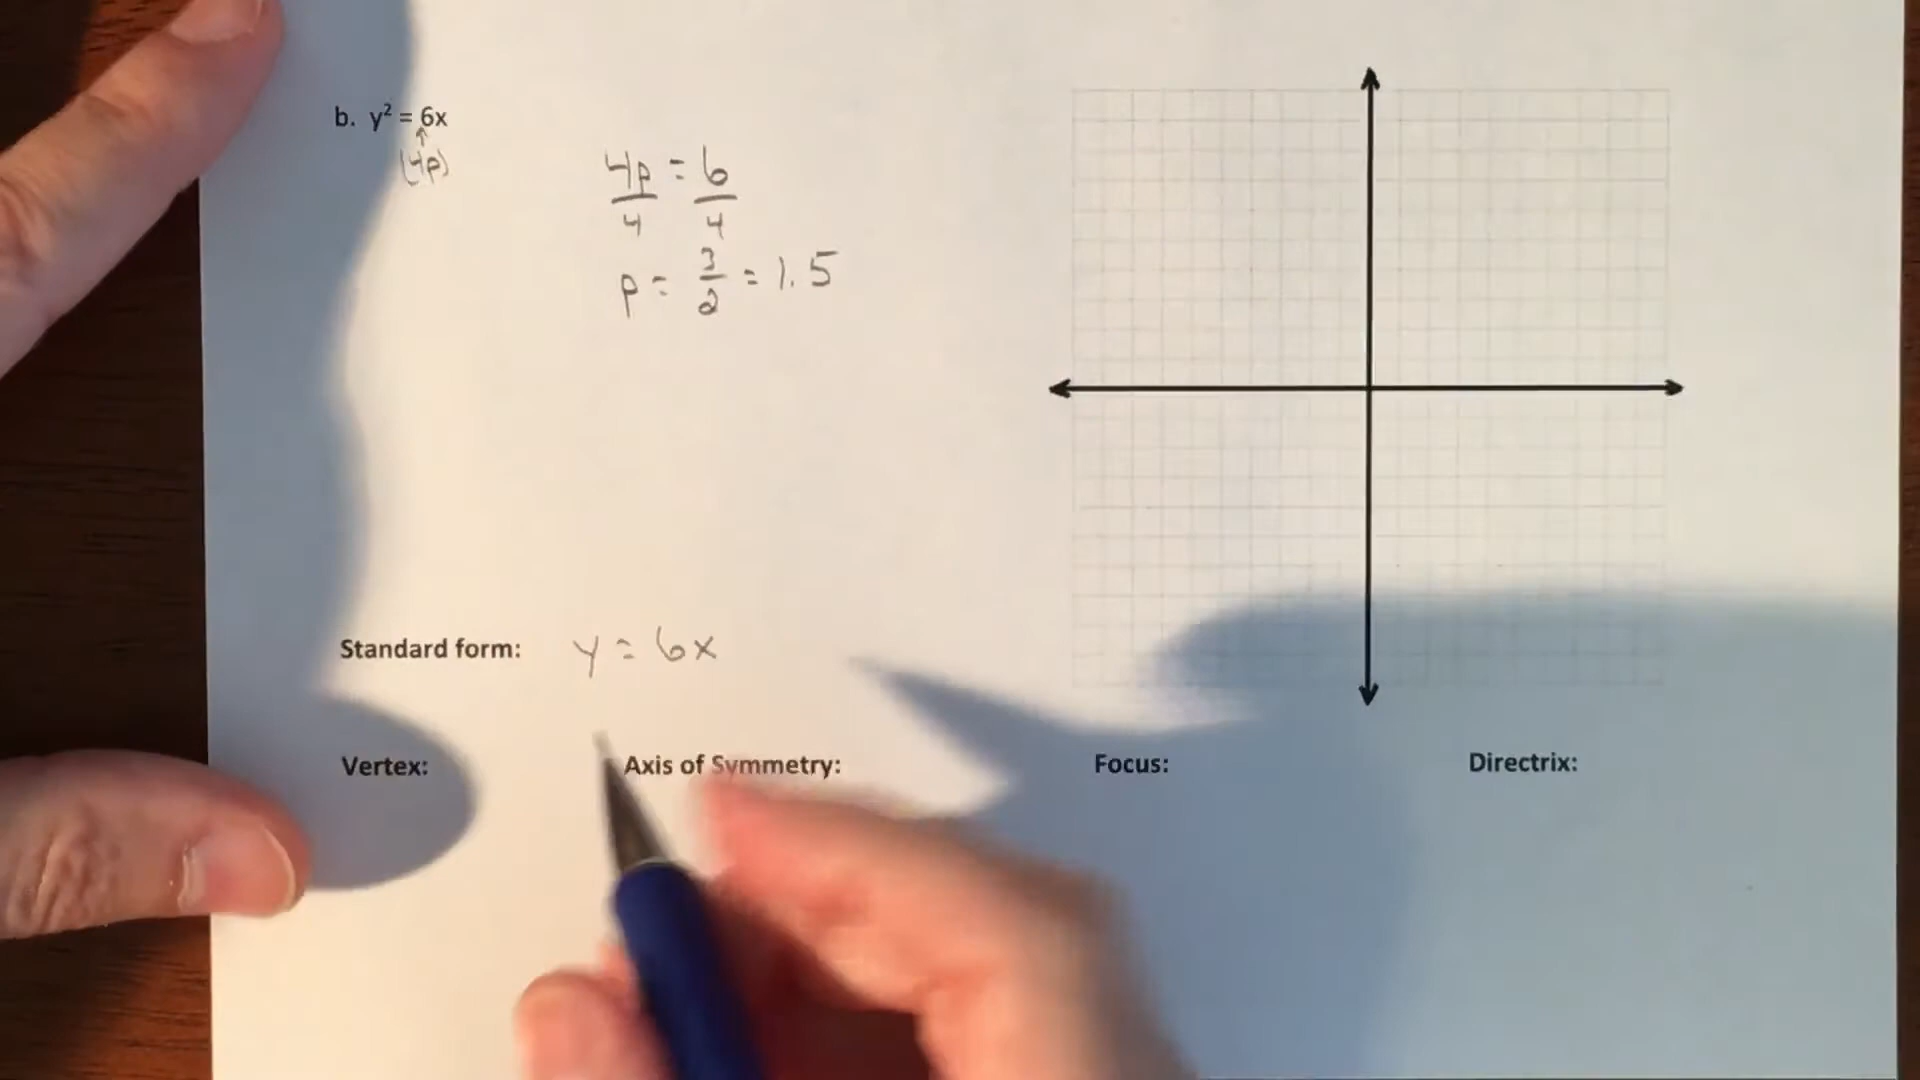 b. y² = 6x
(4p)
4p = 6
4 4
p = 3/2 = 1.5
Standard form: y = 6x
Vertex: Axis of Symmetry: Focus: Directrix: